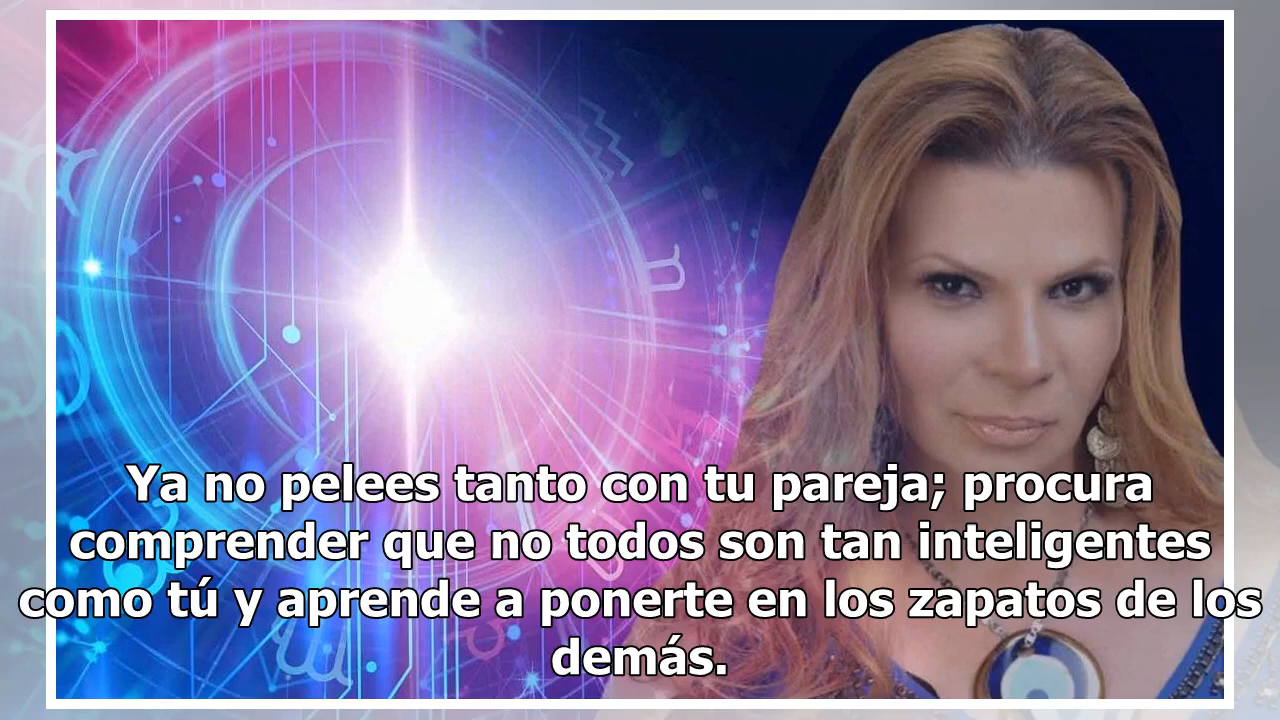 Ya no pelees tanto con tu pareja; procura
comprender que no todos son tan inteligentes
como tú y aprende a ponerte en los zapatos de los
demás.